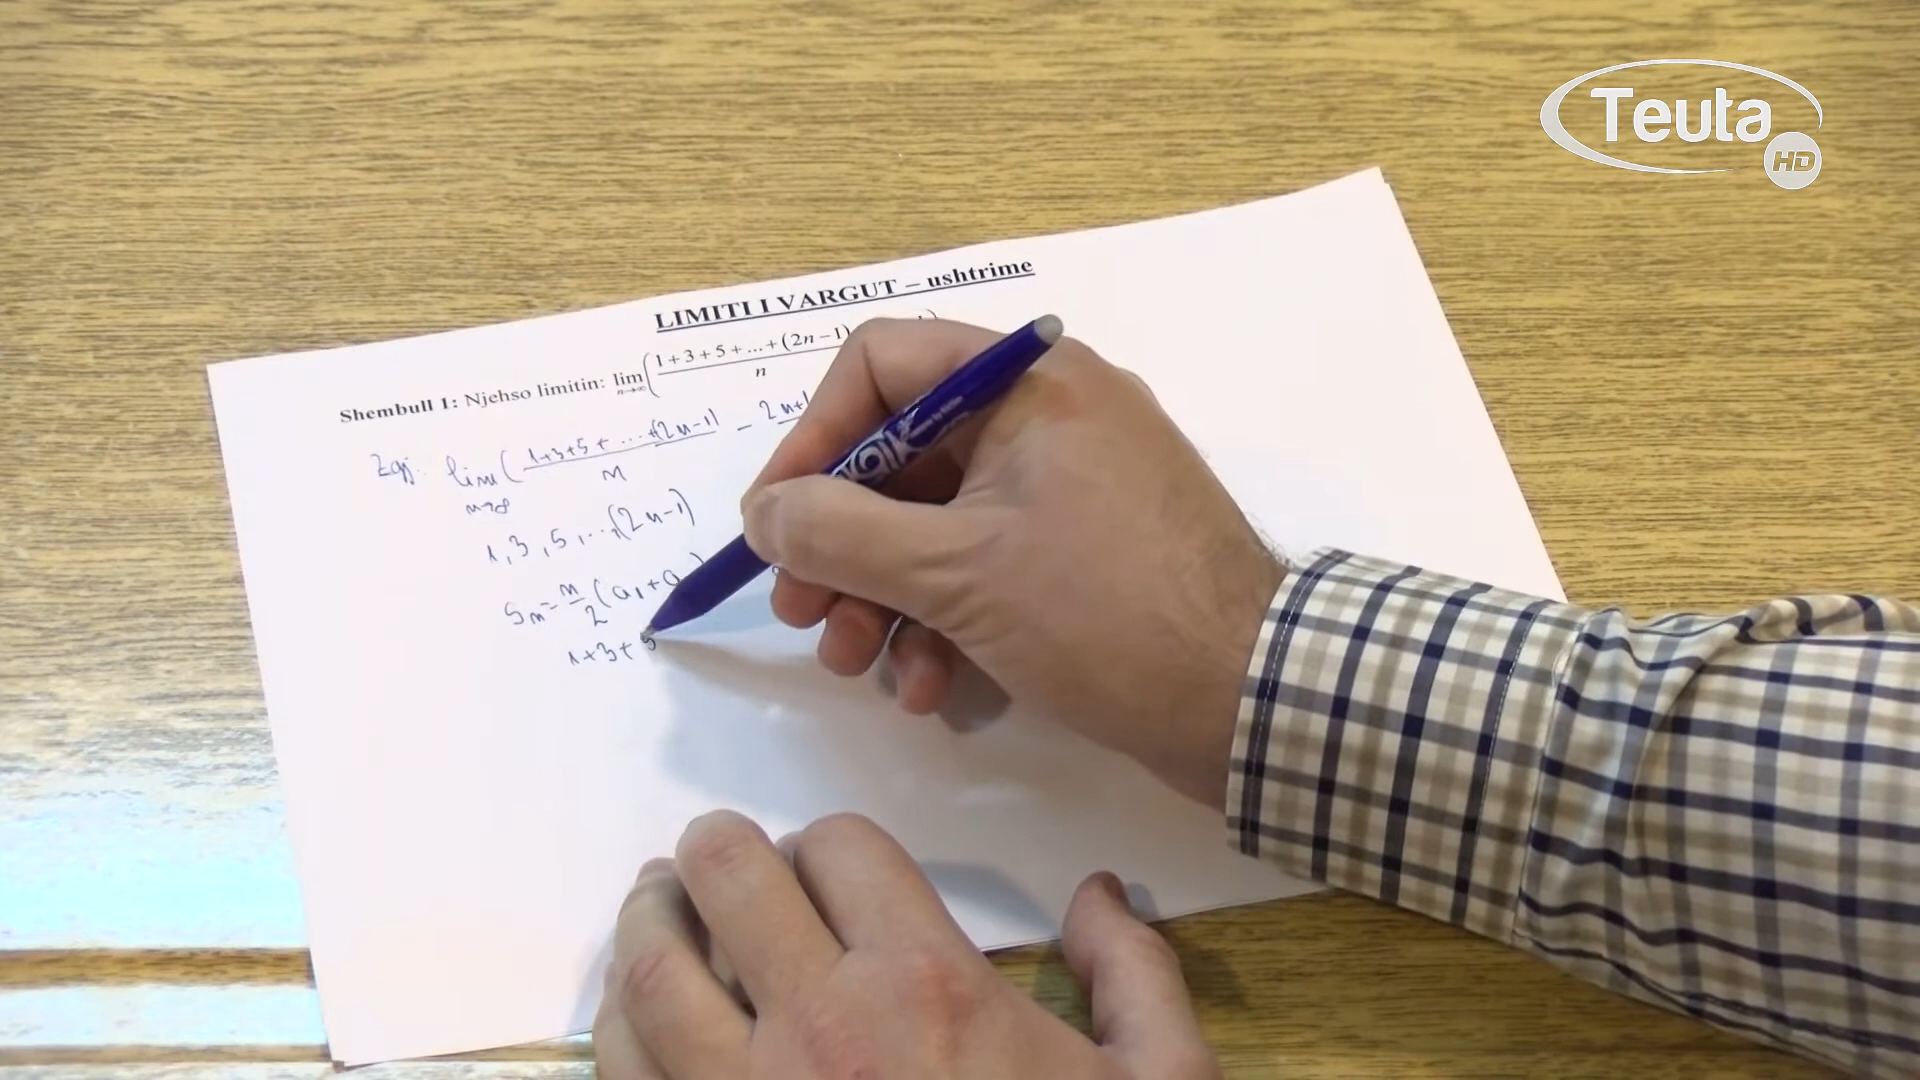 Teuta
HD
LIMITI I VARGUT – ushtrime
Shembull 1: Njehso limitin: lim n→∞ ( 1+3+5+...+(2n−1) / n
Zgj. lim n→∞ ( 1+3+5+...+(2n-1) / n - 2n+1
1, 3, 5, ..., (2n-1)
Sn = n/2 (a1 + a
1+3+5